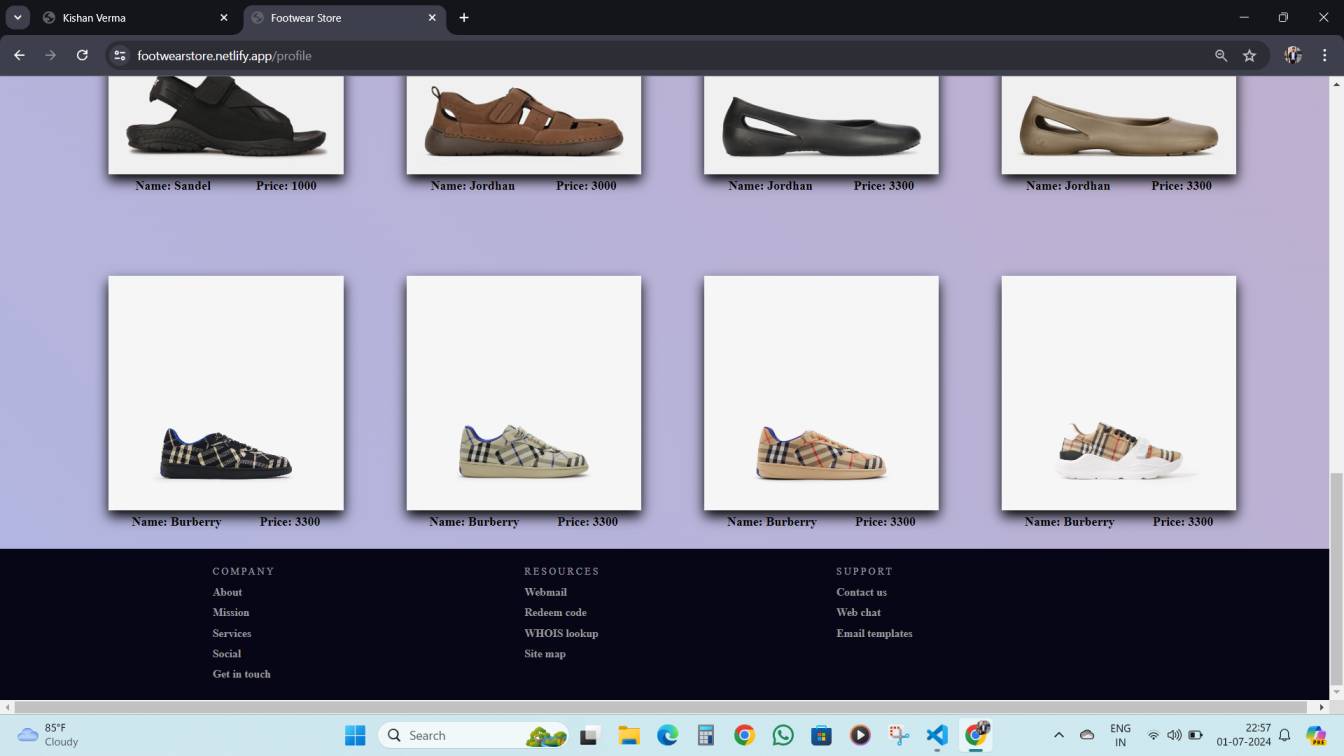 Kishan Verma
Footwear Store
footwearstore.netlify.app/profile
Name: Sandel Price: 1000
Name: Jordhan Price: 3000
Name: Jordhan Price: 3300
Name: Jordhan Price: 3300
Name: Burberry Price: 3300
Name: Burberry Price: 3300
Name: Burberry Price: 3300
Name: Burberry Price: 3300
COMPANY
About
Mission
Services
Social
Get in touch
RESOURCES
Webmail
Redeem code
WHOIS lookup
Site map
SUPPORT
Contact us
Web chat
Email templates
85°F
Cloudy
Search
ENG
IN
22:57
01-07-2024
PRE